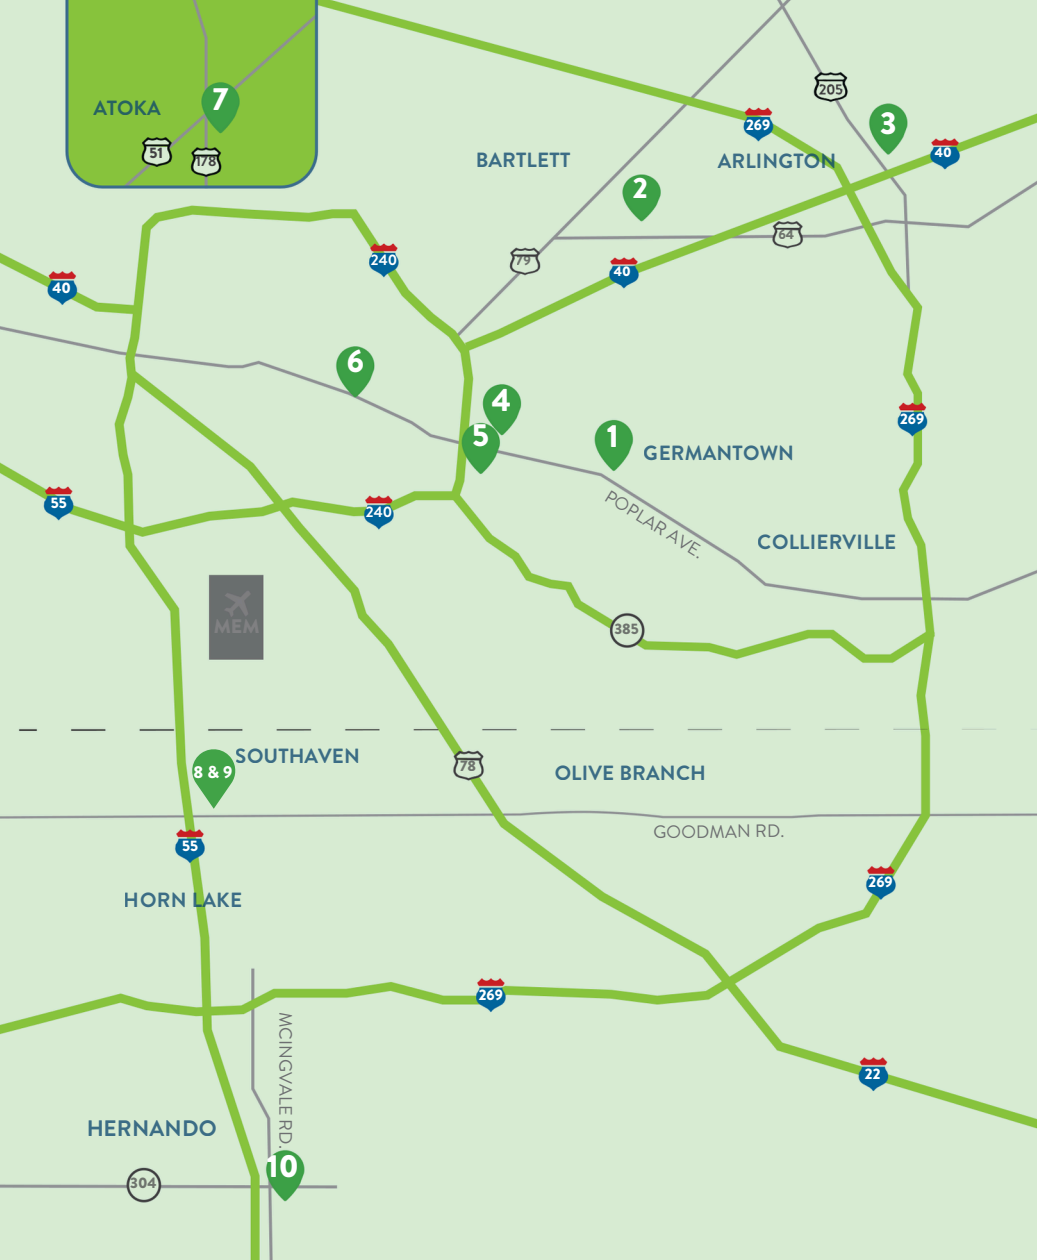 205
7
ATOKA
3
269
51
178
40
BARTLETT
ARLINGTON
2
64
240
79
40
40
6
4
269
1
5
GERMANTOWN
POPLAR AVE.
55
240
COLLIERVILLE
MEM
385
SOUTHAVEN
78
8 & 9
OLIVE BRANCH
GOODMAN RD.
55
269
HORN LAKE
269
MCINGVALE RD.
22
HERNANDO
10
304